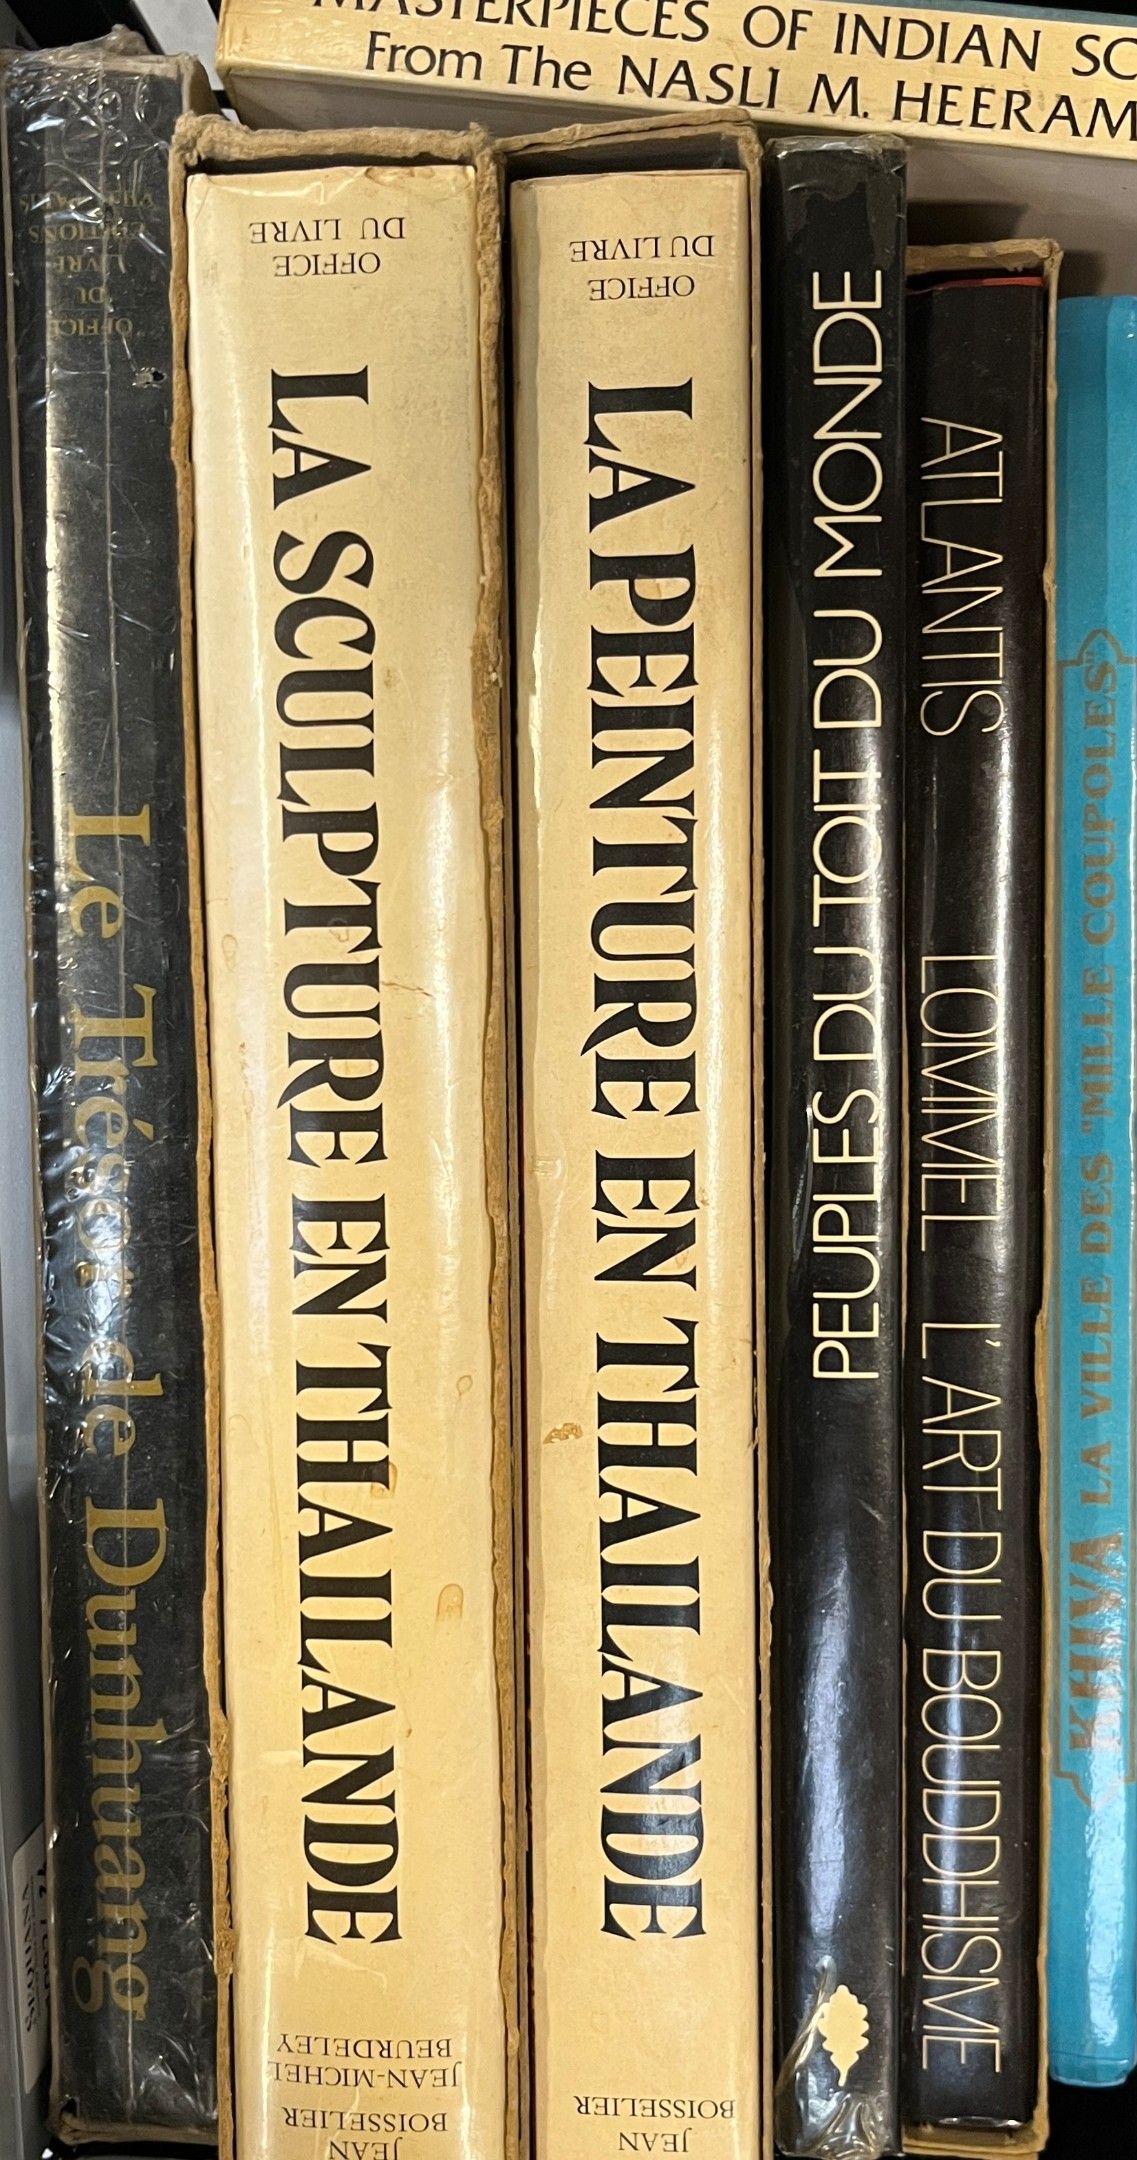 MASTERPIECES OF INDIAN SC
From The NASLI M. HEERAM
OFFICE
DU
LIVRE
EDITIONS
Le Trésor de Dunhuang
JEAN
BOISSELIER
JEAN-MICHEL
BEURDELEY
LA SCULPTURE EN THAILANDE
OFFICE
DU LIVRE
JEAN
BOISSELIER
LA PEINTURE EN THAILANDE
OFFICE
DU LIVRE
PEUPLES DU TOIT DU MONDE
ATLANTIS LOMMEL L'ART DU BOUDDHISME
KHIVA LA VILLE DES "MILLE COUPOLES"